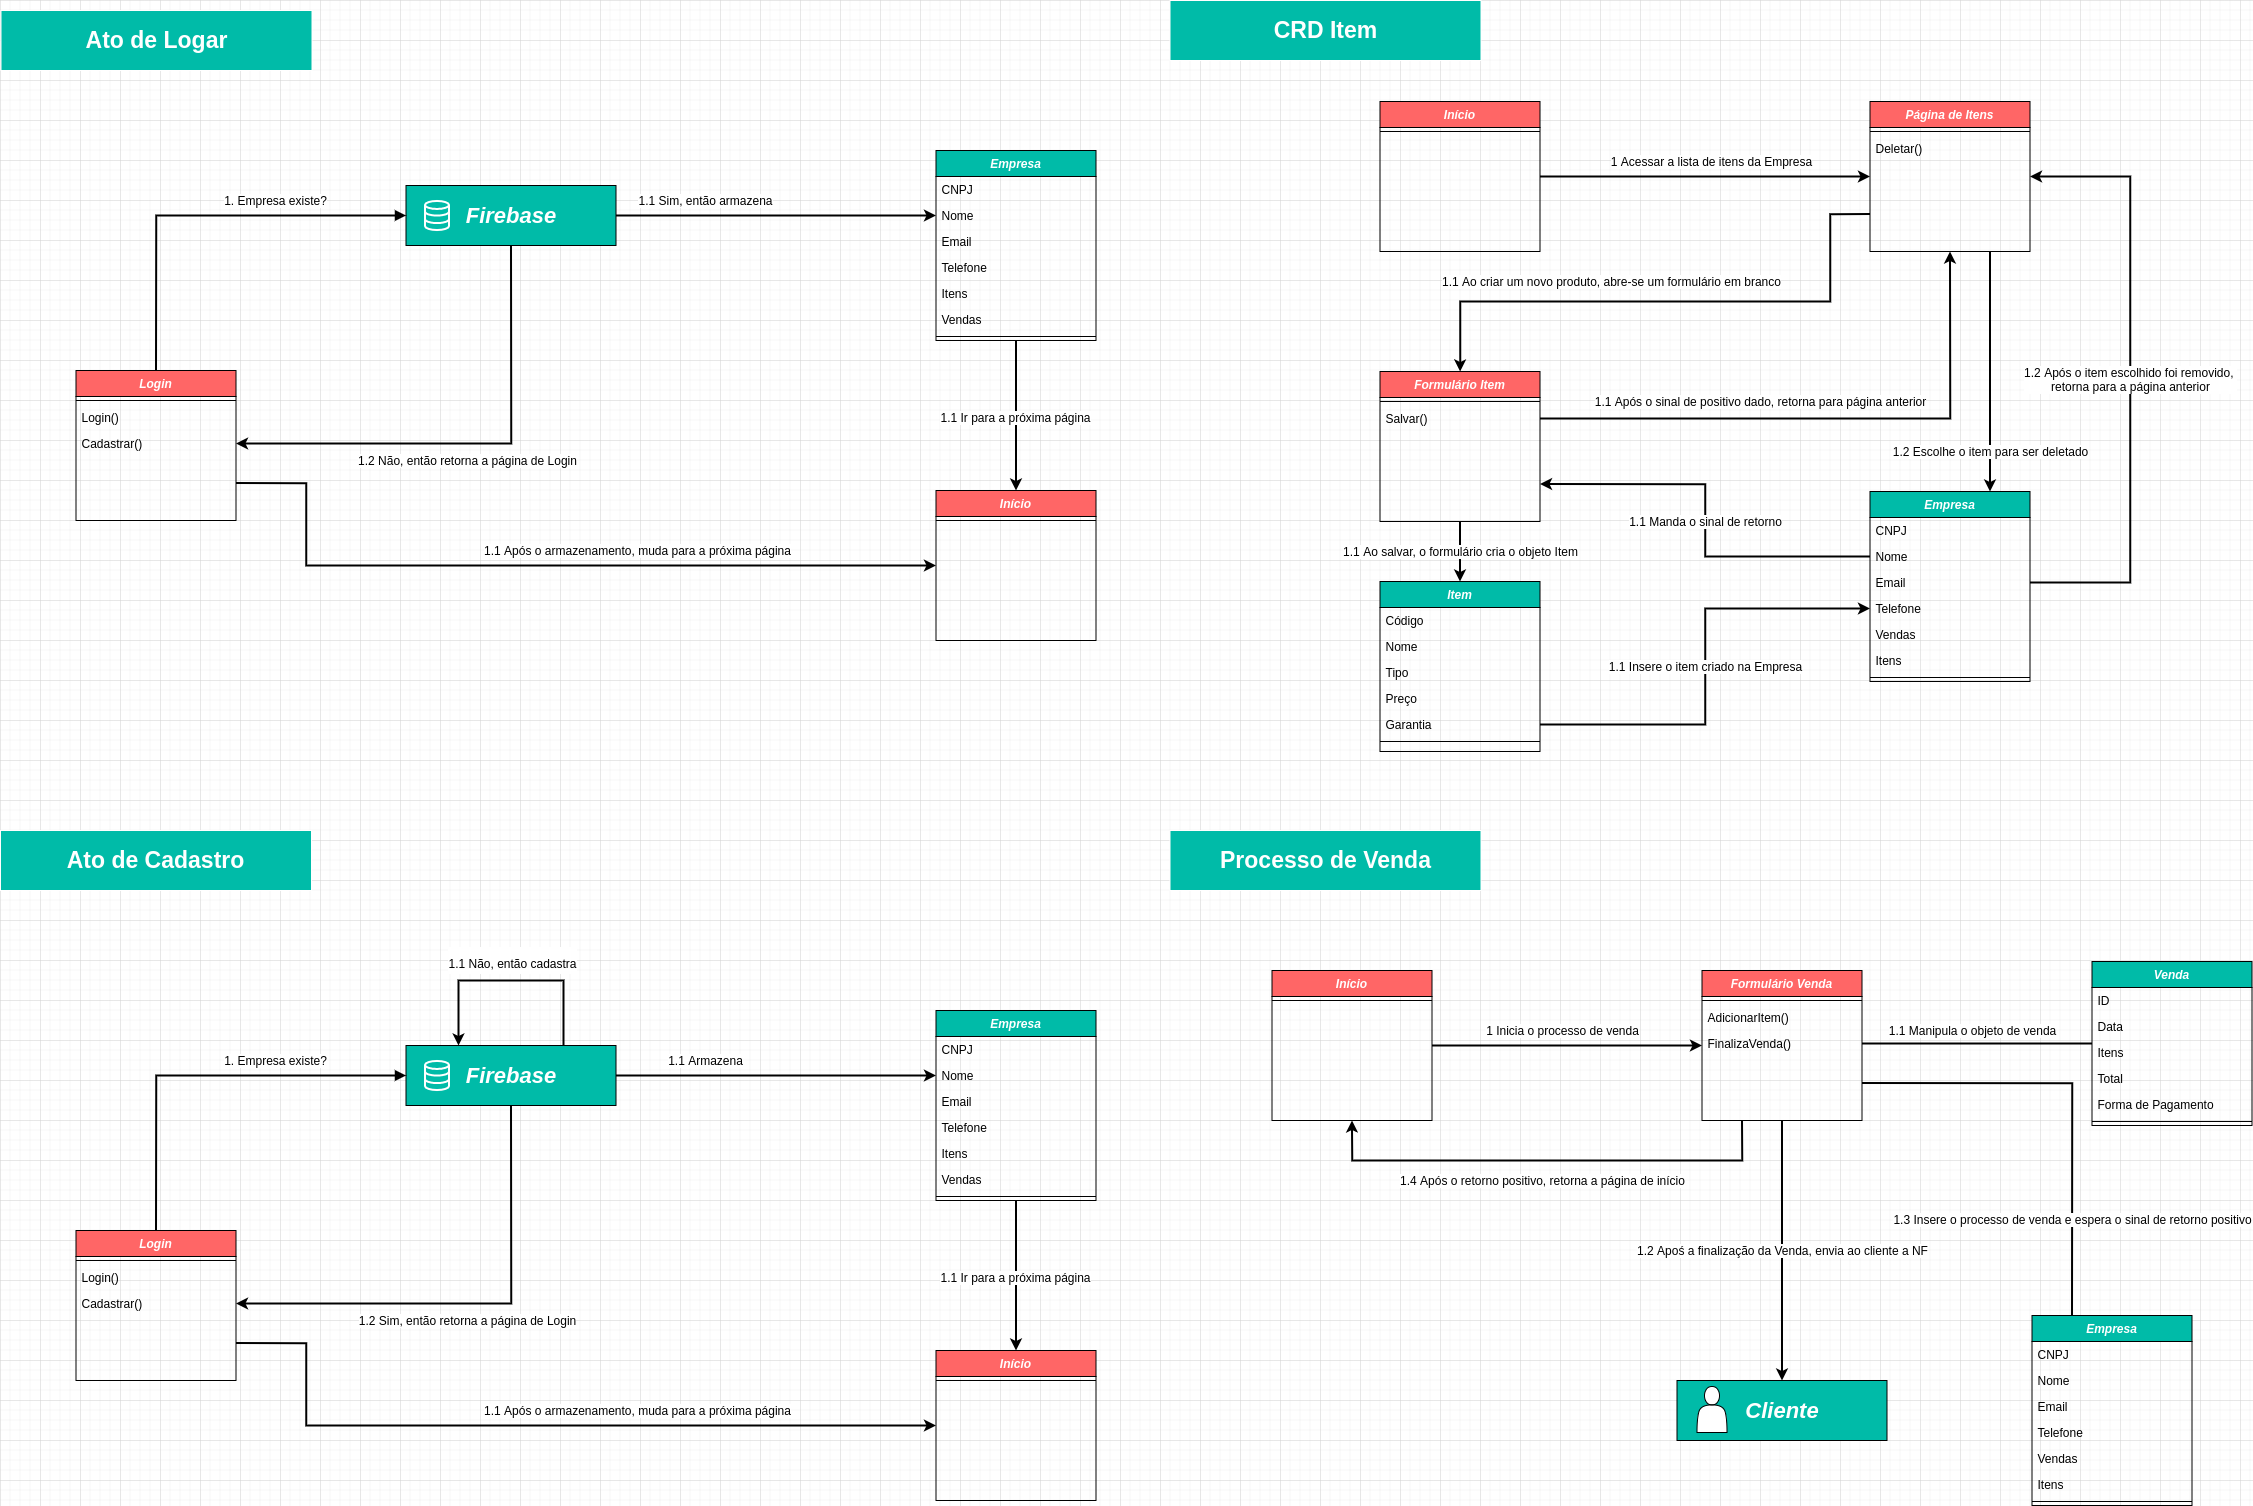 Ato de Logar
1. Empresa existe?
Firebase
1.1 Sim, então armazena
Empresa
CNPJ
Nome
Email
Telefone
Itens
Vendas
Login
Login()
Cadastrar()
1.2 Não, então retorna a página de Login
1.1 Ir para a próxima página
1.1 Após o armazenamento, muda para a próxima página
Início
CRD Item
Início
1 Acessar a lista de itens da Empresa
Página de Itens
Deletar()
1.1 Ao criar um novo produto, abre-se um formulário em branco
Formulário Item
Salvar()
1.1 Após o sinal de positivo dado, retorna para página anterior
1.2 Após o item escolhido foi removido,
retorna para a página anterior
1.2 Escolhe o item para ser deletado
1.1 Manda o sinal de retorno
Empresa
CNPJ
Nome
Email
Telefone
Vendas
Itens
1.1 Ao salvar, o formulário cria o objeto Item
Item
Código
Nome
Tipo
Preço
Garantia
1.1 Insere o item criado na Empresa
Ato de Cadastro
1.1 Não, então cadastra
1. Empresa existe?
Firebase
1.1 Armazena
Empresa
CNPJ
Nome
Email
Telefone
Itens
Vendas
Login
Login()
Cadastrar()
1.2 Sim, então retorna a página de Login
1.1 Ir para a próxima página
1.1 Após o armazenamento, muda para a próxima página
Início
Processo de Venda
Início
1 Inicia o processo de venda
Formulário Venda
AdicionarItem()
FinalizaVenda()
1.1 Manipula o objeto de venda
Venda
ID
Data
Itens
Total
Forma de Pagamento
1.4 Após o retorno positivo, retorna a página de início
1.3 Insere o processo de venda e espera o sinal de retorno positivo
1.2 Apoś a finalização da Venda, envia ao cliente a NF
Cliente
Empresa
CNPJ
Nome
Email
Telefone
Vendas
Itens